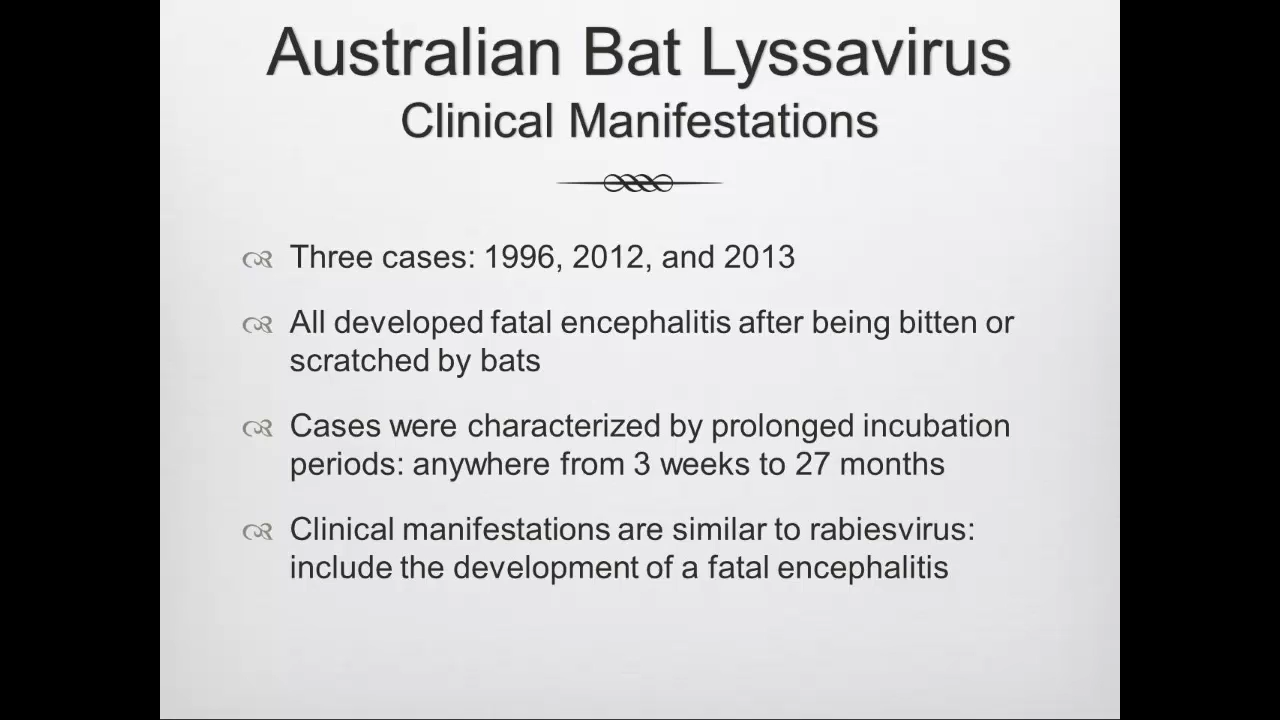 Australian Bat Lyssavirus
Clinical Manifestations
Three cases: 1996, 2012, and 2013
All developed fatal encephalitis after being bitten or
scratched by bats
Cases were characterized by prolonged incubation
periods: anywhere from 3 weeks to 27 months
Clinical manifestations are similar to rabiesvirus:
include the development of a fatal encephalitis